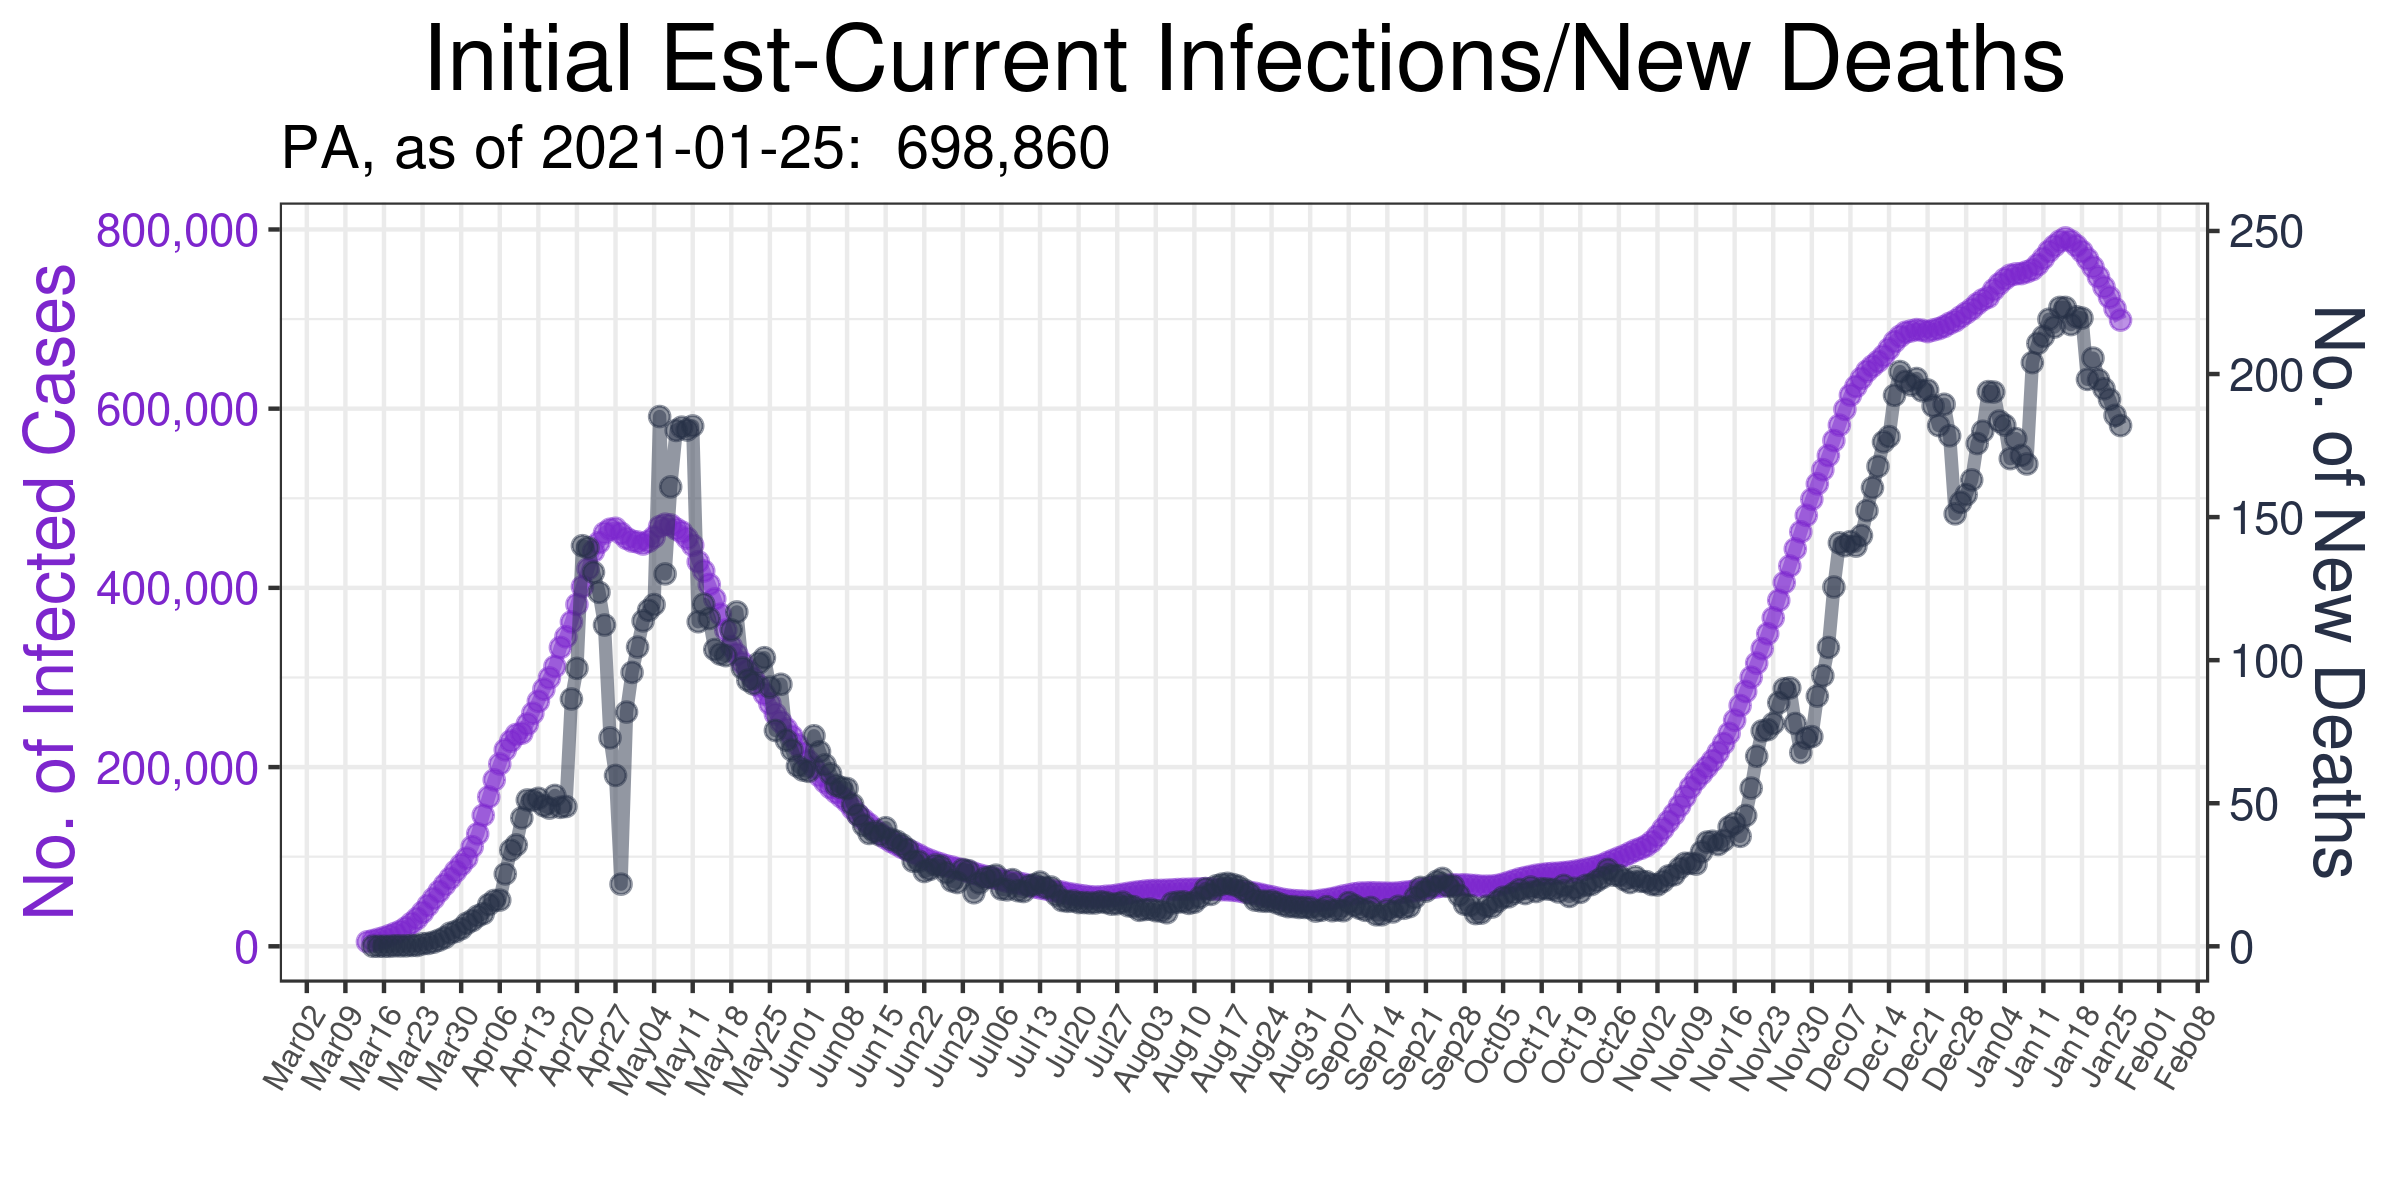 Initial Est-Current Infections/New Deaths
PA, as of 2021-01-25: 698,860
No. of Infected Cases
800,000
600,000
400,000
200,000
0
250
200
150
100
50
0
No. of New Deaths
Mar02
Mar09
Mar16
Mar23
Mar30
Apr06
Apr13
Apr20
Apr27
May04
May11
May18
May25
Jun01
Jun08
Jun15
Jun22
Jun29
Jul06
Jul13
Jul20
Jul27
Aug03
Aug10
Aug17
Aug24
Aug31
Sep07
Sep14
Sep21
Sep28
Oct05
Oct12
Oct19
Oct26
Nov02
Nov09
Nov16
Nov23
Nov30
Dec07
Dec14
Dec21
Dec28
Dec04
Jan11
Jan18
Jan25
Feb01
Feb08